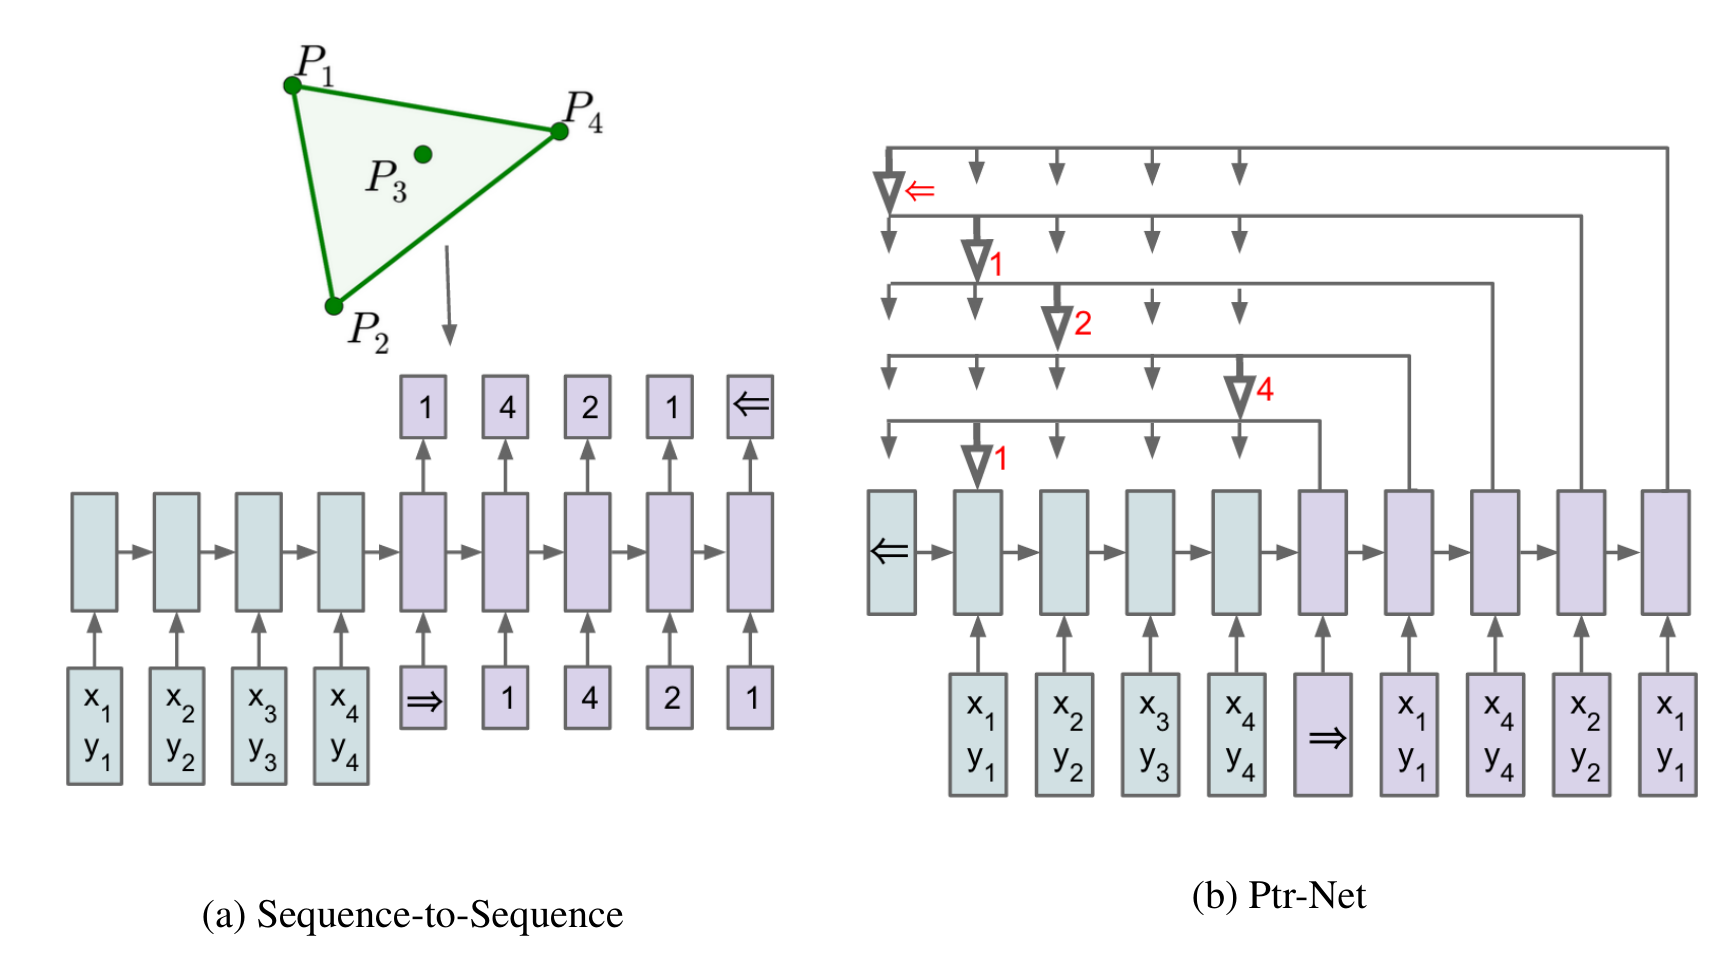 P1
P4
P3
P2
1 4 2 1 ⇐
x1 x2 x3 x4 ⇒ 1 4 2 1
y1 y2 y3 y4
(a) Sequence-to-Sequence
⇐
1
2
4
1
⇐
x1 x2 x3 x4 ⇒ x1 x4 x2 x1
y1 y2 y3 y4 y1 y4 y2 y1
(b) Ptr-Net